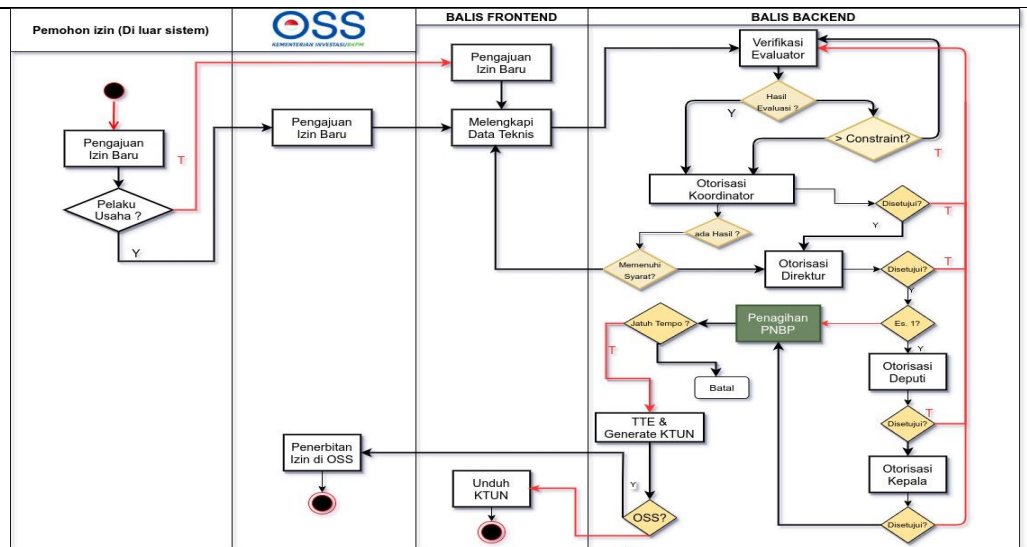 Pemohon izin (Di luar sistem)
OSS
KEMENTERIAN INVESTASI/BKPM
BALIS FRONTEND
BALIS BACKEND
Pengajuan
Izin Baru
Pelaku
Usaha ?
T
Y
Pengajuan
Izin Baru
Pengajuan
Izin Baru
Melengkapi
Data Teknis
Verifikasi
Evaluator
Hasil
Evaluasi ?
Y
> Constraint?
T
Otorisasi
Koordinator
Disetujui?
T
Y
ada Hasil ?
Memenuhi
Syarat?
Otorisasi
Direktur
Disetujui?
T
Y
Es. 1?
Y
Penagihan
PNBP
Jatuh Tempo ?
T
Batal
Otorisasi
Deputi
Disetujui?
T
Otorisasi
Kepala
Disetujui?
TTE &
Generate KTUN
Y
OSS?
Penerbitan
Izin di OSS
Unduh
KTUN